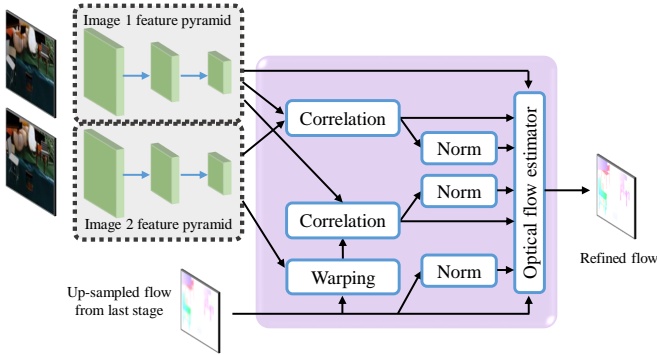 Image 1 feature pyramid
Correlation
Norm
Norm
Correlation
Image 2 feature pyramid
Warping
Norm
Optical flow estimator
Refined flow
Up-sampled flow
from last stage